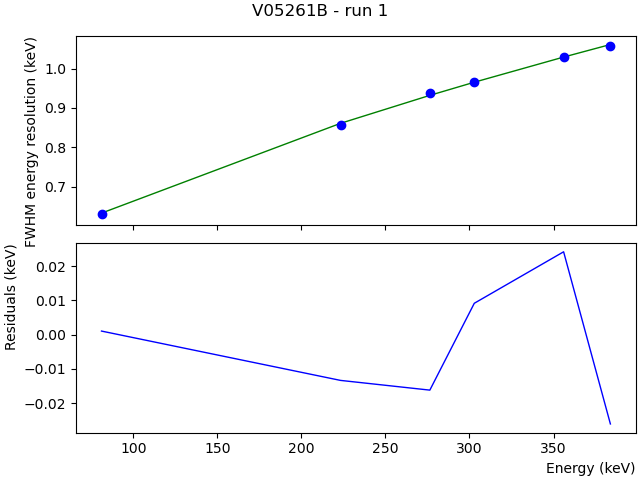 V05261B - run 1
FWHM energy resolution (keV)
1.0
0.9
0.8
0.7
Residuals (keV)
0.02
0.01
0.00
−0.01
−0.02
100 150 200 250 300 350
Energy (keV)